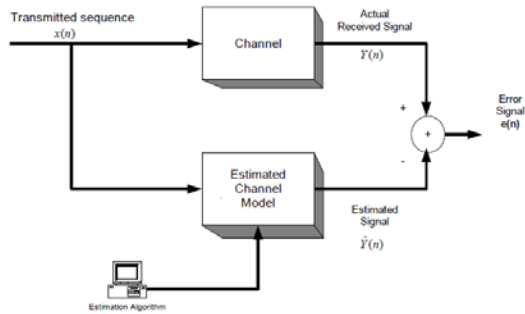 Transmitted sequence
x(n)
Channel
Actual
Received Signal
Y(n)
+
+
-
Error
Signal
e(n)
Estimated
Channel
Model
Estimated
Signal
Ŷ(n)
Estimation Algorithm